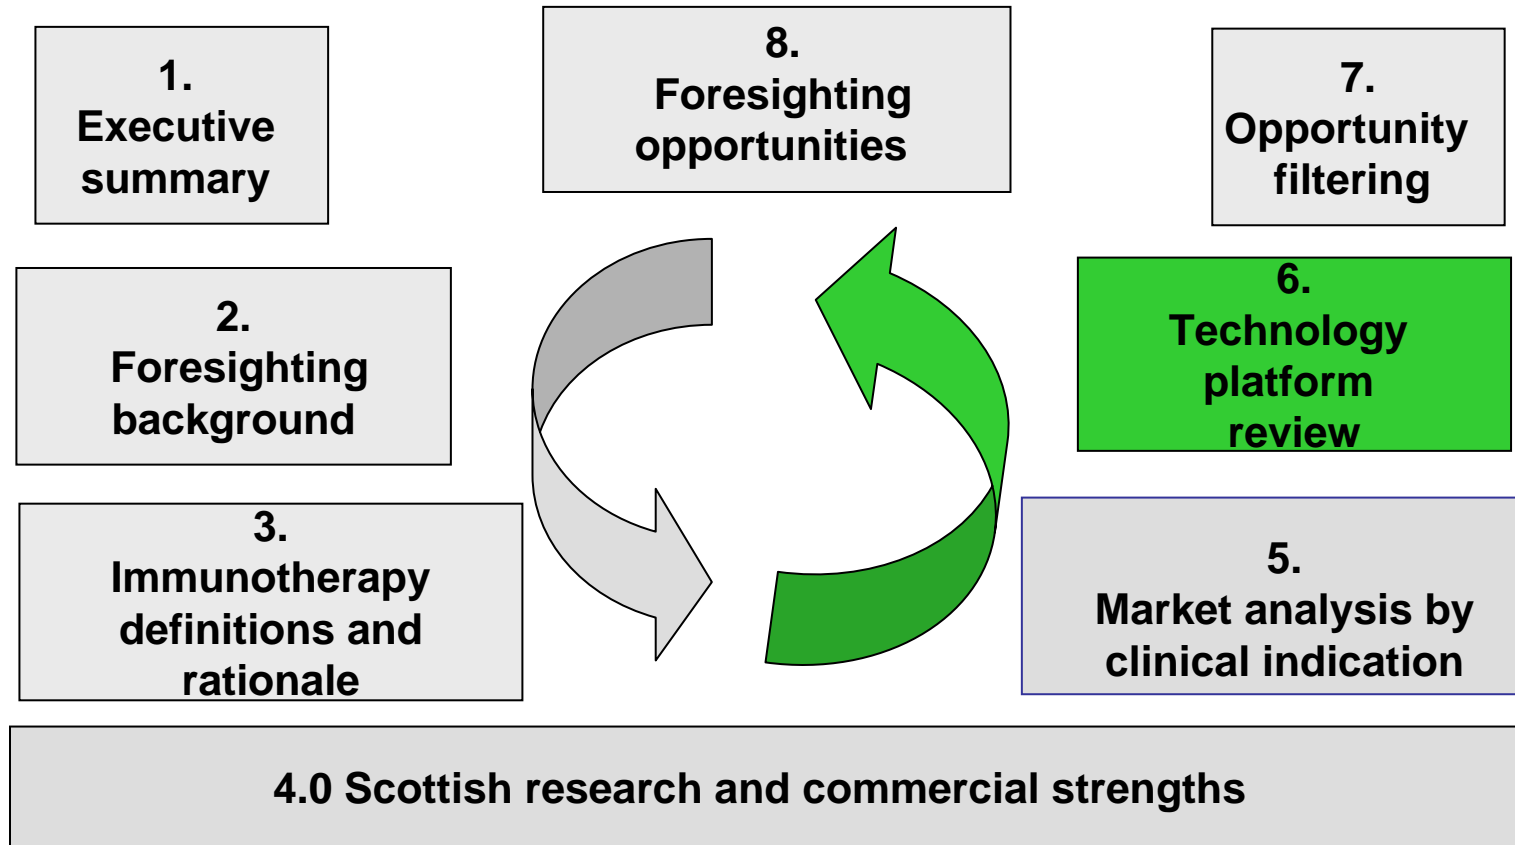 1.
Executive
summary
2.
Foresighting
background
3.
Immunotherapy
definitions and
rationale
4.0 Scottish research and commercial strengths
5.
Market analysis by
clinical indication
6.
Technology
platform
review
7.
Opportunity
filtering
8.
Foresighting
opportunities